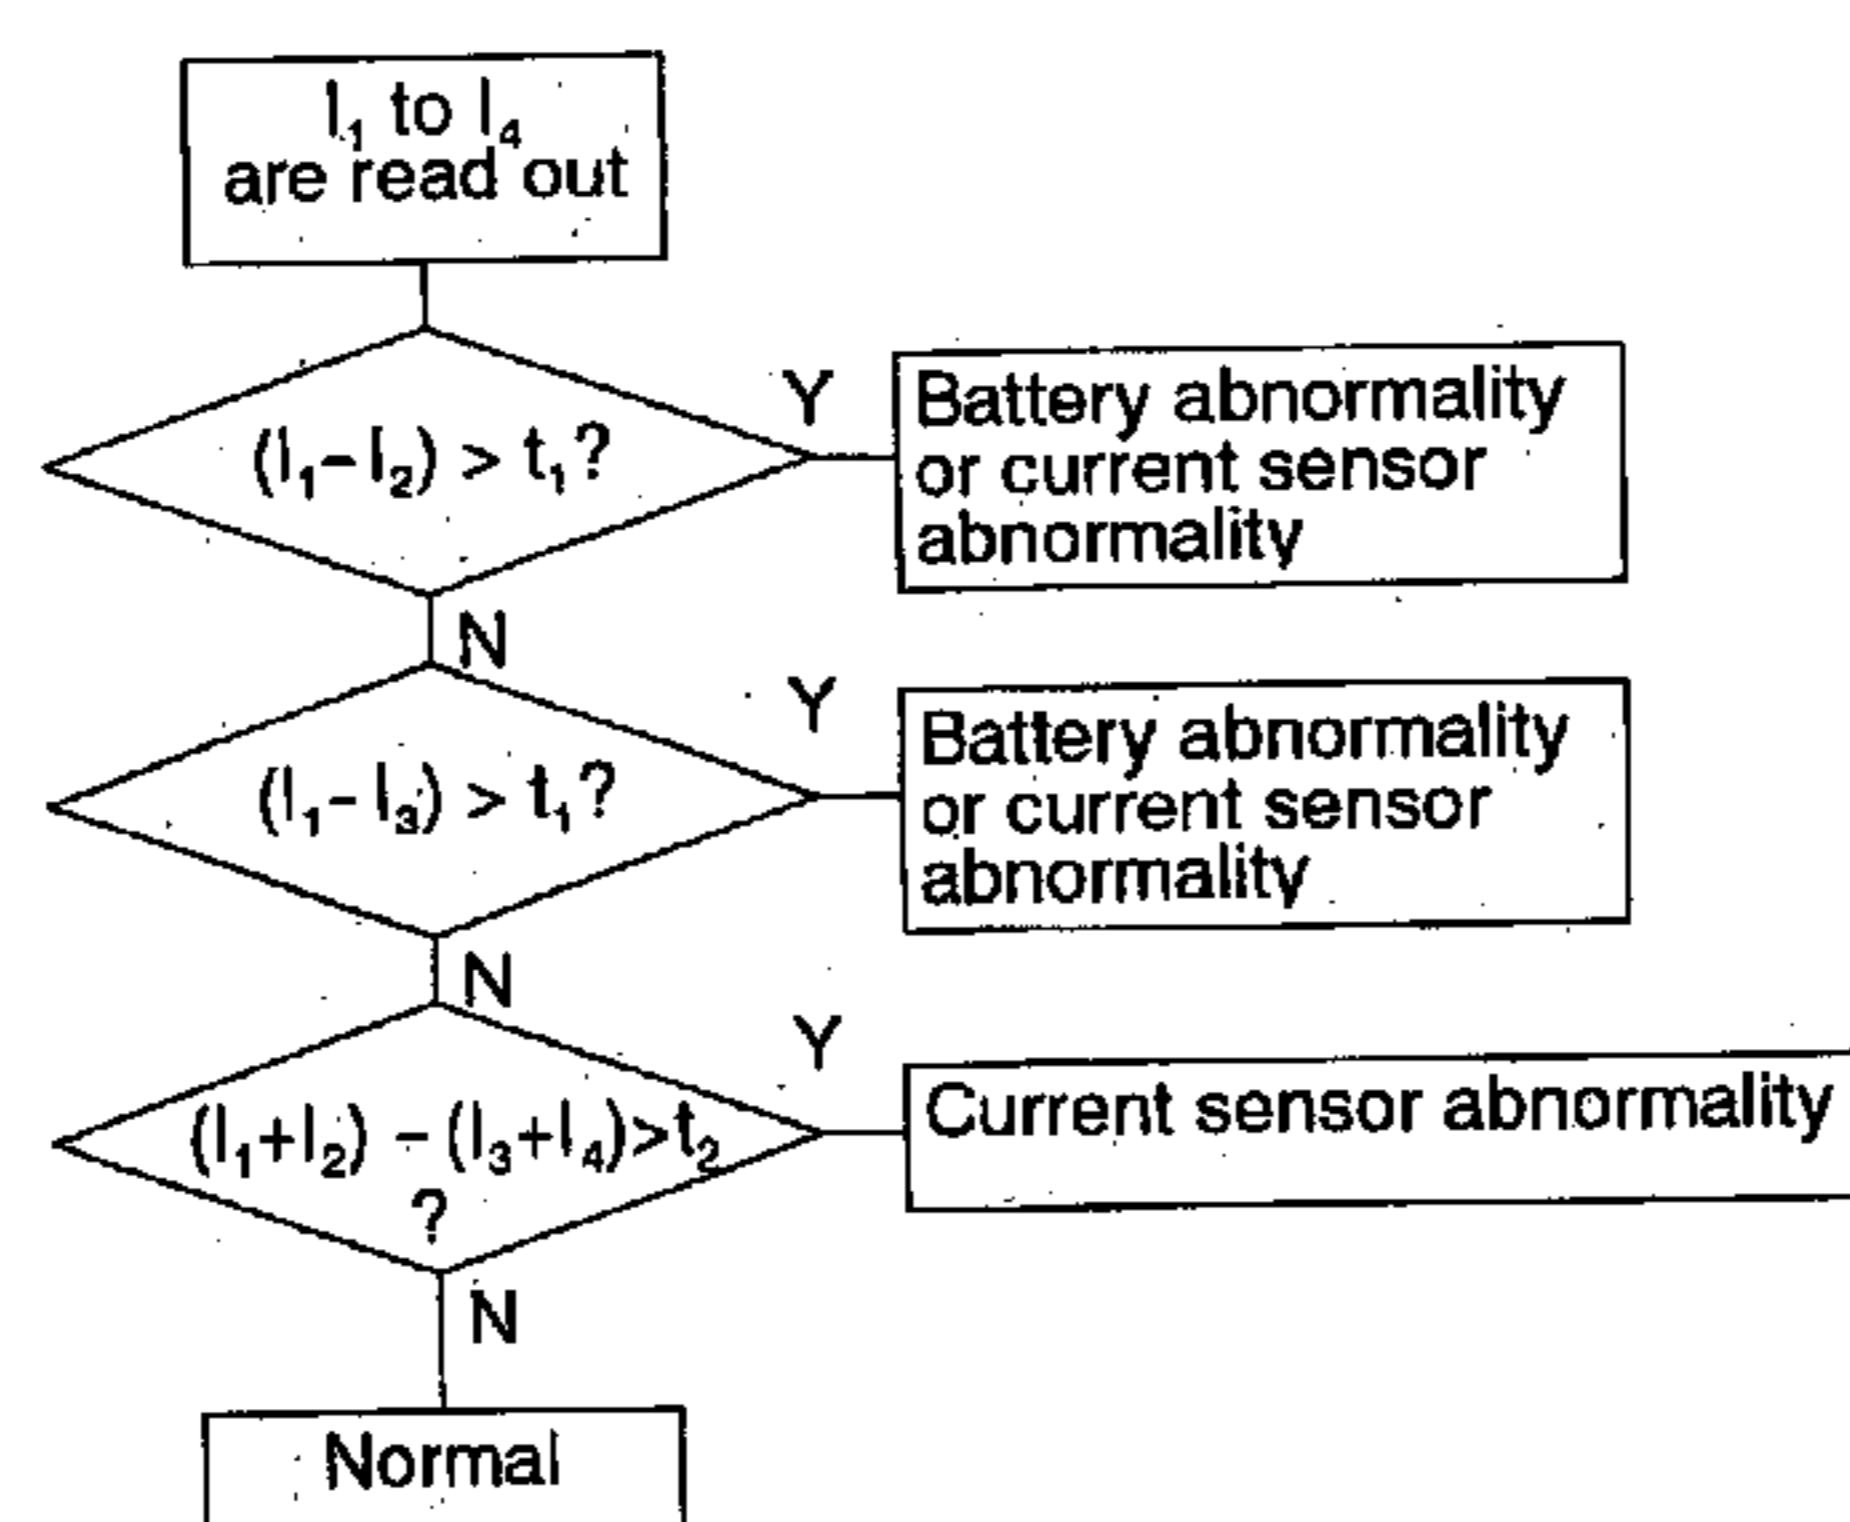 I₁ to I₄
are read out
(I₁−I₂) > t₁?
Y
Battery abnormality
or current sensor
abnormality
N
(I₁−I₃) > t₁?
Y
Battery abnormality
or current sensor
abnormality
N
(I₁+I₂) − (I₃+I₄)>t₂
?
Y
Current sensor abnormality
N
Normal